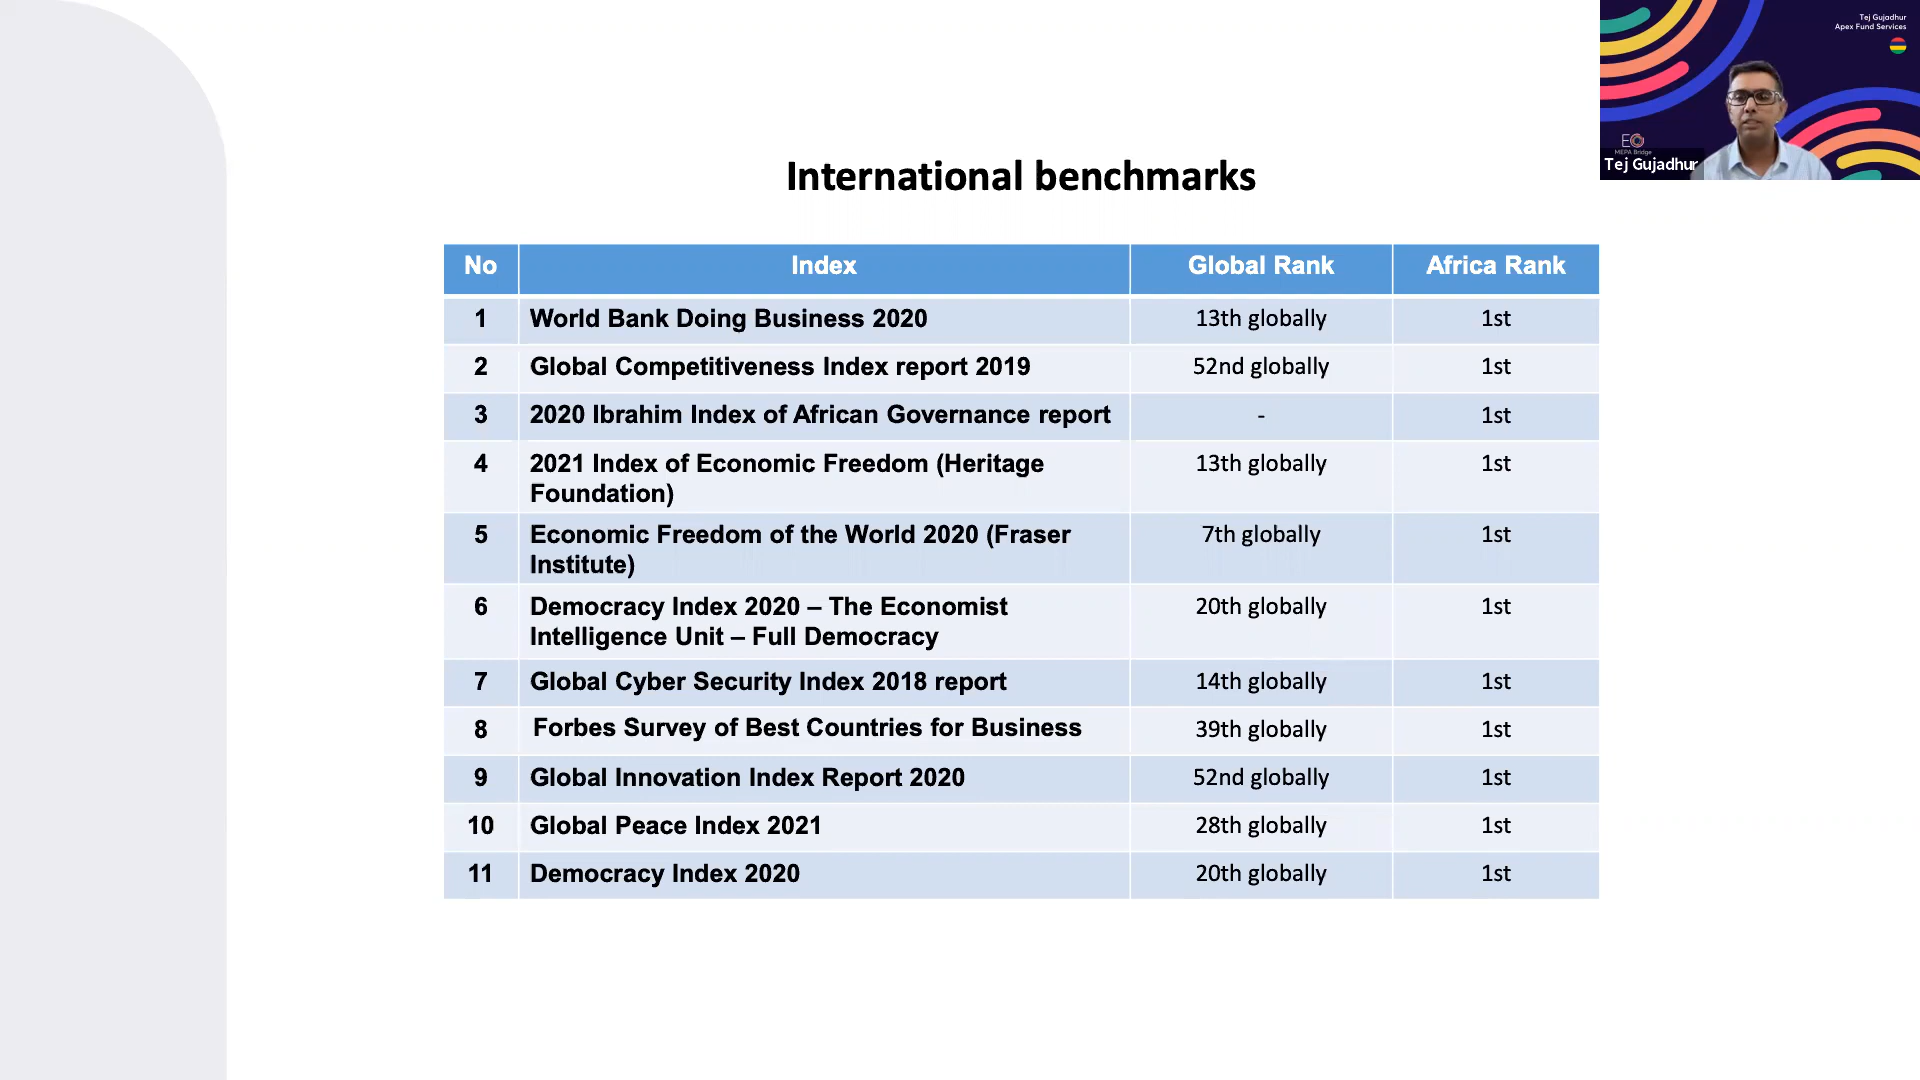 Tej Gujadhur
Apex Fund Services
EQ
MEPA Bridge
Tej Gujadhur
International benchmarks
No Index Global Rank Africa Rank
1 World Bank Doing Business 2020 13th globally 1st
2 Global Competitiveness Index report 2019 52nd globally 1st
3 2020 Ibrahim Index of African Governance report - 1st
4 2021 Index of Economic Freedom (Heritage 13th globally 1st
Foundation)
5 Economic Freedom of the World 2020 (Fraser 7th globally 1st
Institute)
6 Democracy Index 2020 – The Economist 20th globally 1st
Intelligence Unit – Full Democracy
7 Global Cyber Security Index 2018 report 14th globally 1st
8 Forbes Survey of Best Countries for Business 39th globally 1st
9 Global Innovation Index Report 2020 52nd globally 1st
10 Global Peace Index 2021 28th globally 1st
11 Democracy Index 2020 20th globally 1st